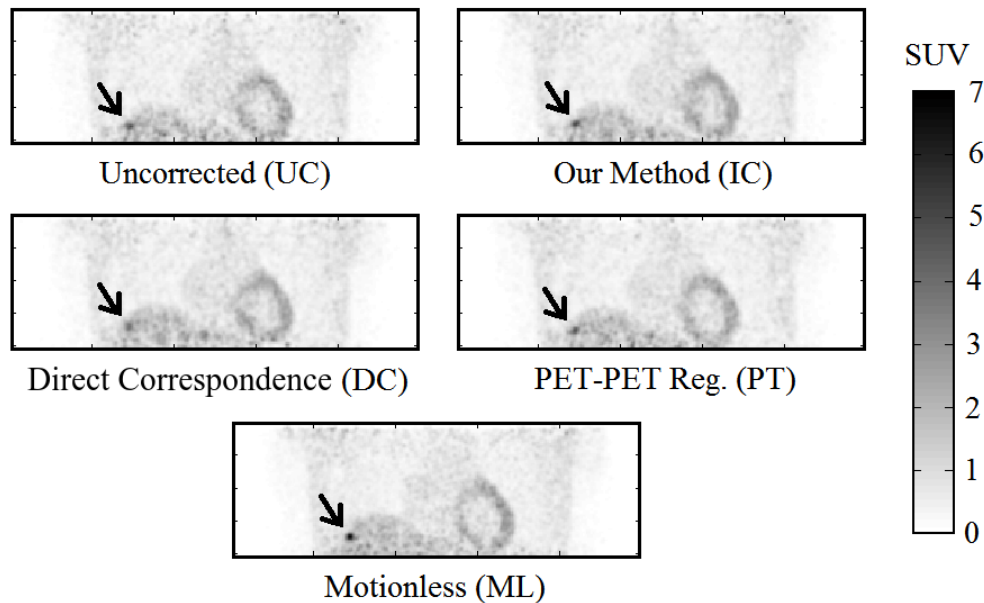 Uncorrected (UC)
Our Method (IC)
Direct Correspondence (DC)
PET-PET Reg. (PT)
Motionless (ML)
SUV
7
6
5
4
3
2
1
0